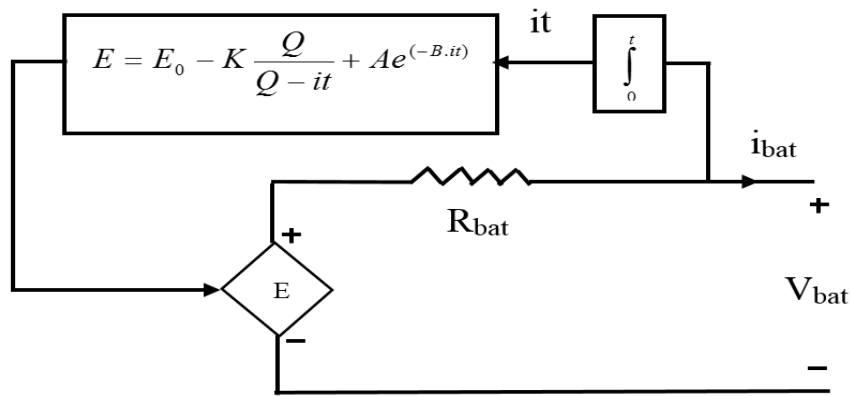 it
E = E₀ − K Q/(Q − it) + Ae^(−B.it)
∫₀ᵗ
i_bat
+
R_bat
+
E
V_bat
−
−